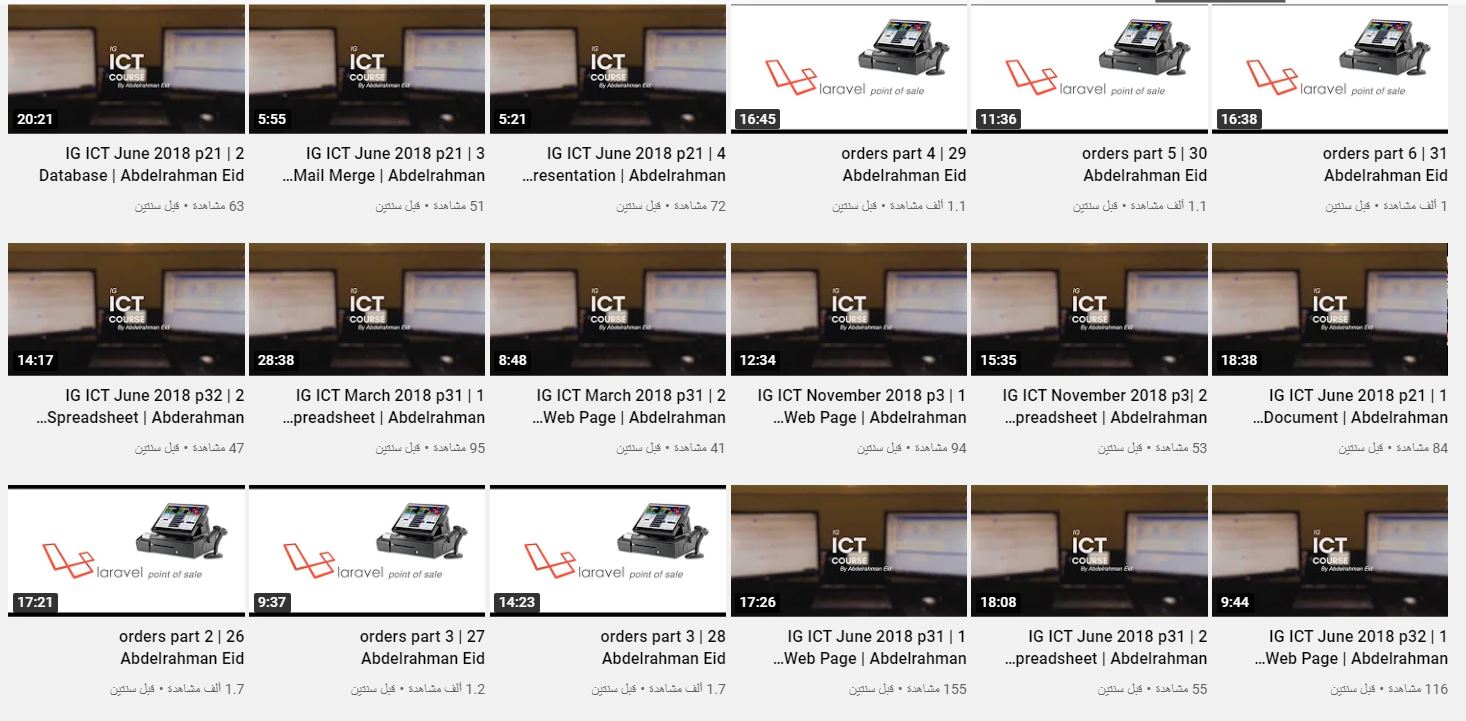 laravel point of sale
16:38
orders part 6 | 31
Abdelrahman Eid
1 ألف مشاهدة • قبل سنتين
laravel point of sale
11:36
orders part 5 | 30
Abdelrahman Eid
1.1 ألف مشاهدة • قبل سنتين
laravel point of sale
16:45
orders part 4 | 29
Abdelrahman Eid
1.1 ألف مشاهدة • قبل سنتين
IG
ICT
COURSE
By Abdelrahman Eid
5:21
IG ICT June 2018 p21 | 4
...resentation | Abdelrahman
72 مشاهدة • قبل سنتين
IG
ICT
COURSE
By Abdelrahman Eid
5:55
IG ICT June 2018 p21 | 3
...Mail Merge | Abdelrahman
51 مشاهدة • قبل سنتين
IG
ICT
COURSE
By Abdelrahman Eid
20:21
IG ICT June 2018 p21 | 2
Database | Abdelrahman Eid
63 مشاهدة • قبل سنتين
IG
ICT
COURSE
By Abdelrahman Eid
18:38
IG ICT June 2018 p21 | 1
...Document | Abdelrahman
84 مشاهدة • قبل سنتين
IG
ICT
COURSE
By Abdelrahman Eid
15:35
IG ICT November 2018 p3| 2
...preadsheet | Abdelrahman
53 مشاهدة • قبل سنتين
IG
ICT
COURSE
By Abdelrahman Eid
12:34
IG ICT November 2018 p3 | 1
...Web Page | Abdelrahman
94 مشاهدة • قبل سنتين
IG
ICT
COURSE
By Abdelrahman Eid
8:48
IG ICT March 2018 p31 | 2
...Web Page | Abdelrahman
41 مشاهدة • قبل سنتين
IG
ICT
COURSE
By Abdelrahman Eid
28:38
IG ICT March 2018 p31 | 1
...preadsheet | Abdelrahman
95 مشاهدة • قبل سنتين
IG
ICT
COURSE
By Abdelrahman Eid
14:17
IG ICT June 2018 p32 | 2
...Spreadsheet | Abderahman
47 مشاهدة • قبل سنتين
IG
ICT
COURSE
By Abdelrahman Eid
9:44
IG ICT June 2018 p32 | 1
...Web Page | Abdelrahman
116 مشاهدة • قبل سنتين
IG
ICT
COURSE
By Abdelrahman Eid
18:08
IG ICT June 2018 p31 | 2
...preadsheet | Abdelrahman
55 مشاهدة • قبل سنتين
IG
ICT
COURSE
By Abdelrahman Eid
17:26
IG ICT June 2018 p31 | 1
...Web Page | Abdelrahman
155 مشاهدة • قبل سنتين
laravel point of sale
14:23
orders part 3 | 28
Abdelrahman Eid
1.7 ألف مشاهدة • قبل سنتين
laravel point of sale
9:37
orders part 3 | 27
Abdelrahman Eid
1.2 ألف مشاهدة • قبل سنتين
laravel point of sale
17:21
orders part 2 | 26
Abdelrahman Eid
1.7 ألف مشاهدة • قبل سنتين